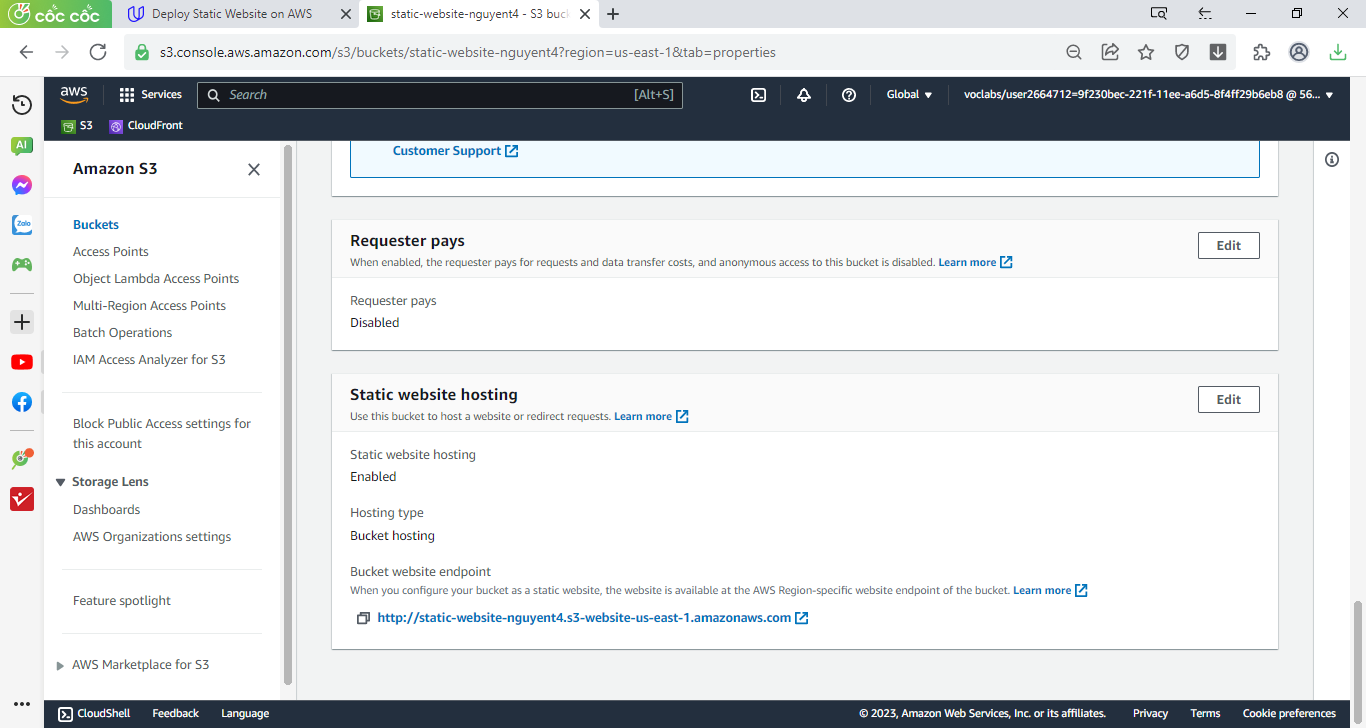 cốc cốc
Deploy Static Website on AWS
static-website-nguyent4 - S3 buck
s3.console.aws.amazon.com/s3/buckets/static-website-nguyent4?region=us-east-1&tab=properties
aws
Services
Search
[Alt+S]
Global
voclabs/user2664712=9f230bec-221f-11ee-a6d5-8f4ff29b6eb8 @ 56...
S3
CloudFront
AI
Zalo
Amazon S3
Buckets
Access Points
Object Lambda Access Points
Multi-Region Access Points
Batch Operations
IAM Access Analyzer for S3
Block Public Access settings for
this account
Storage Lens
Dashboards
AWS Organizations settings
Feature spotlight
AWS Marketplace for S3
Customer Support
Requester pays
Edit
When enabled, the requester pays for requests and data transfer costs, and anonymous access to this bucket is disabled. Learn more
Requester pays
Disabled
Static website hosting
Edit
Use this bucket to host a website or redirect requests. Learn more
Static website hosting
Enabled
Hosting type
Bucket hosting
Bucket website endpoint
When you configure your bucket as a static website, the website is available at the AWS Region-specific website endpoint of the bucket. Learn more
http://static-website-nguyent4.s3-website-us-east-1.amazonaws.com
CloudShell
Feedback
Language
© 2023, Amazon Web Services, Inc. or its affiliates.
Privacy
Terms
Cookie preferences